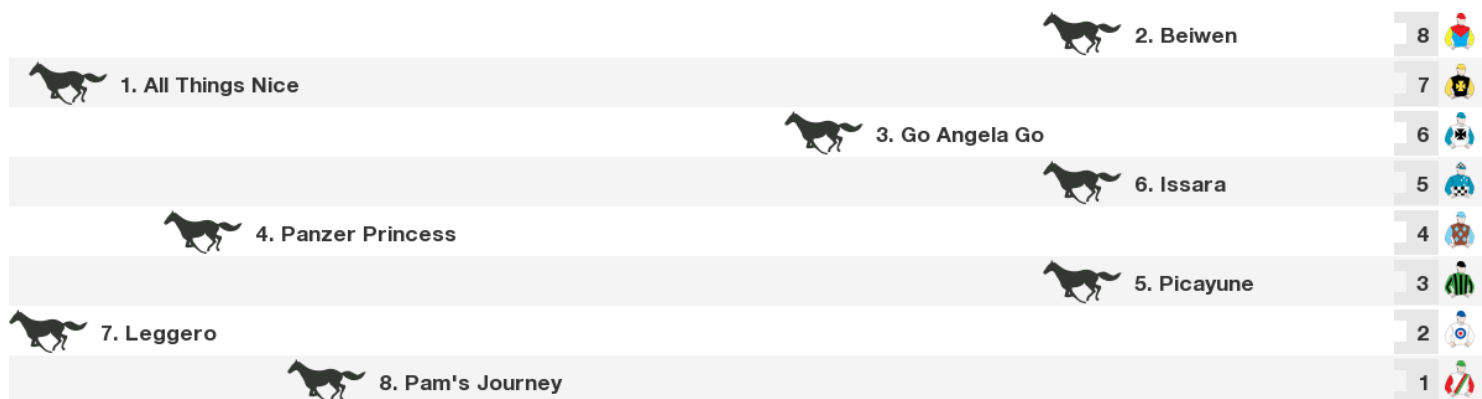 2. Beiwen 8
1. All Things Nice 7
3. Go Angela Go 6
6. Issara 5
4. Panzer Princess 4
5. Picayune 3
7. Leggero 2
8. Pam's Journey 1